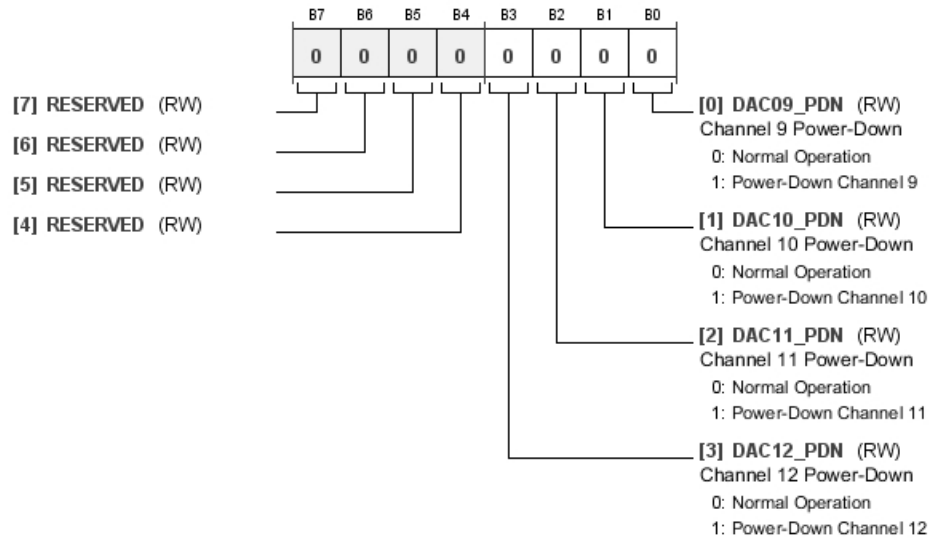 B7 B6 B5 B4 B3 B2 B1 B0
0 0 0 0 0 0 0 0
[7] RESERVED (RW)
[6] RESERVED (RW)
[5] RESERVED (RW)
[4] RESERVED (RW)
[0] DAC09_PDN (RW)
Channel 9 Power-Down
0: Normal Operation
1: Power-Down Channel 9
[1] DAC10_PDN (RW)
Channel 10 Power-Down
0: Normal Operation
1: Power-Down Channel 10
[2] DAC11_PDN (RW)
Channel 11 Power-Down
0: Normal Operation
1: Power-Down Channel 11
[3] DAC12_PDN (RW)
Channel 12 Power-Down
0: Normal Operation
1: Power-Down Channel 12